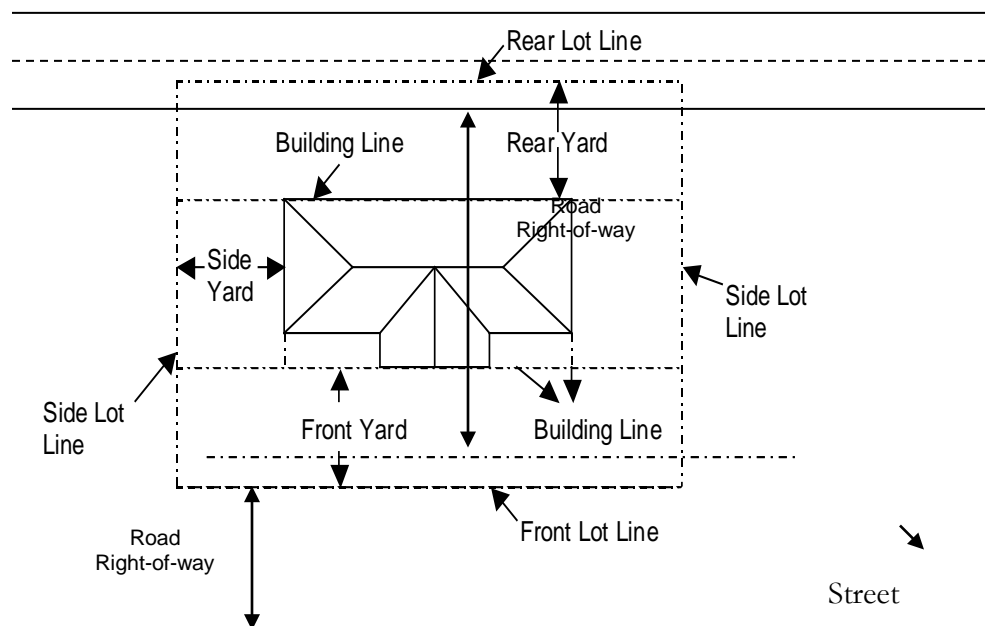 Rear Lot Line
Building Line
Rear Yard
Road
Right-of-way
Side
Yard
Side Lot
Line
Side Lot
Line
Front Yard
Building Line
Front Lot Line
Road
Right-of-way
Street